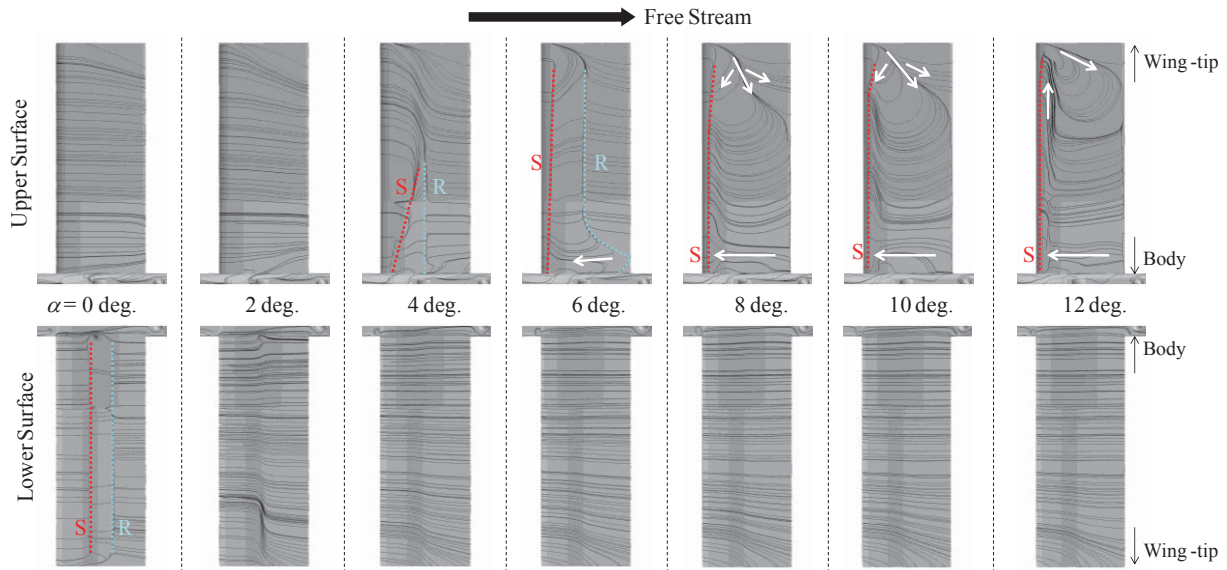 Free Stream
Upper Surface
Wing -tip
S
R
S
R
S
S
S
Body
α = 0 deg.
2 deg.
4 deg.
6 deg.
8 deg.
10 deg.
12 deg.
Lower Surface
Body
S
R
Wing -tip